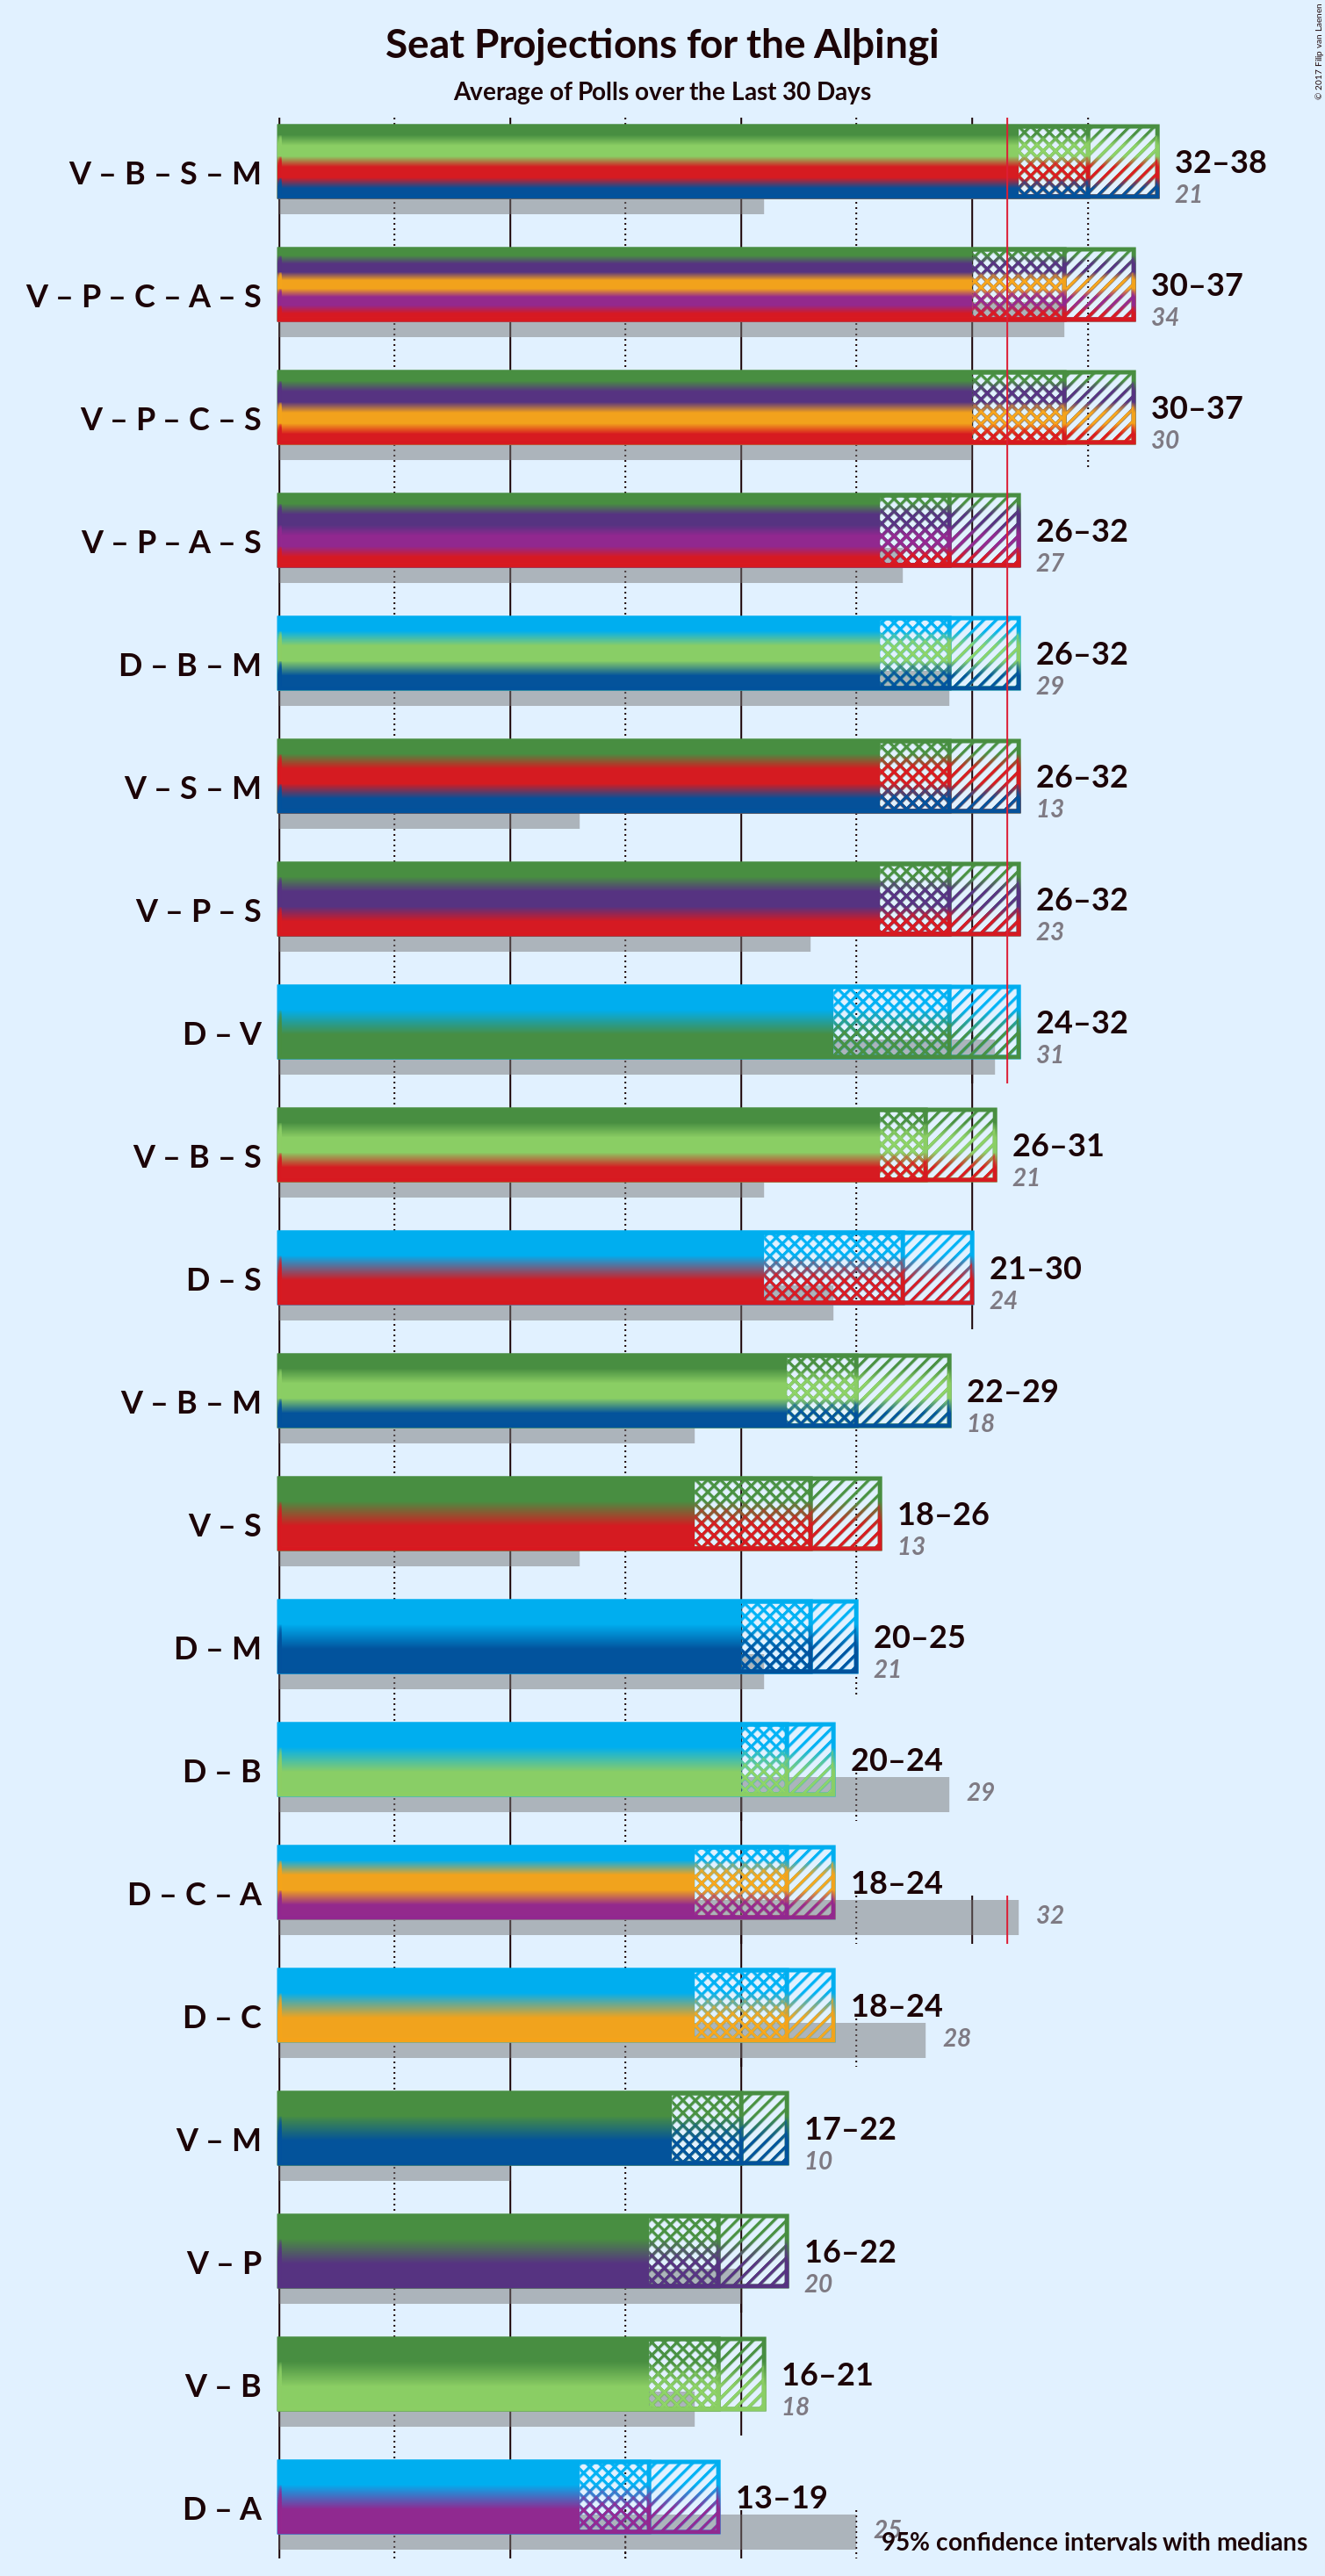 Seat Projections for the Alþingi
Average of Polls over the Last 30 Days
© 2017 Filip van Laenen
V – B – S – M
32–38
21
V – P – C – A – S
30–37
34
V – P – C – S
30–37
30
V – P – A – S
26–32
27
D – B – M
26–32
29
V – S – M
26–32
13
V – P – S
26–32
23
D – V
24–32
31
V – B – S
26–31
21
D – S
21–30
24
V – B – M
22–29
18
V – S
18–26
13
D – M
20–25
21
D – B
20–24
29
D – C – A
18–24
32
D – C
18–24
28
V – M
17–22
10
V – P
16–22
20
V – B
16–21
18
D – A
13–19
25
95% confidence intervals with medians